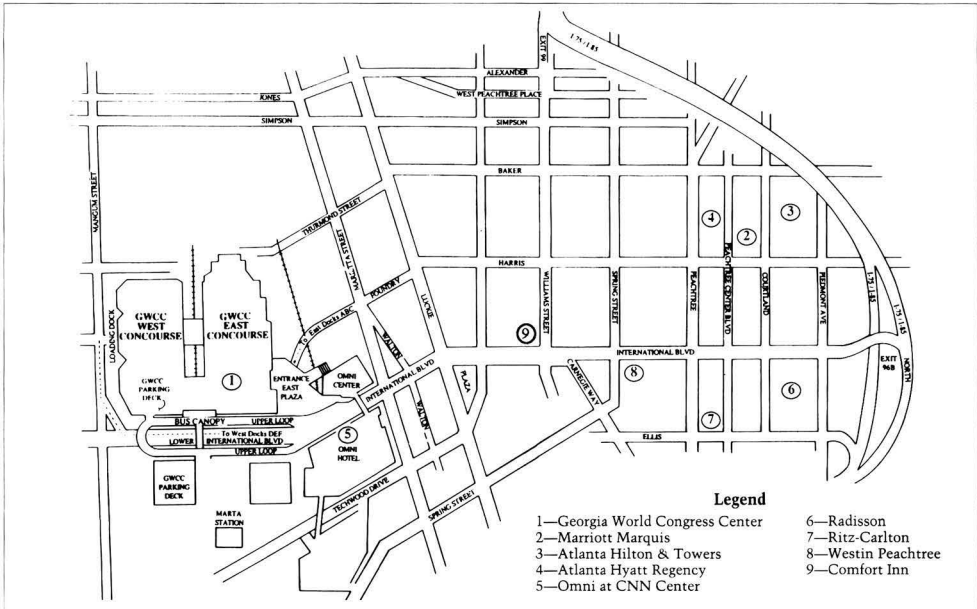 EXIT 99
I-75 / I-85
ALEXANDER
WEST PEACHTREE PLACE
JONES
SIMPSON
SIMPSON
BAKER
MANGUM STREET
THURMOND STREET
MARIETTA STREET
4
3
2
HARRIS
FOUNDRY
LUCKIE
WILLIAMS STREET
SPRING STREET
PEACHTREE
PEACHTREE CENTER BLVD
COURTLAND
PIEDMONT AVE
I-75 / I-85
I-75 / I-85
NORTH
LOADING DOCK
GWCC
WEST
CONCOURSE
GWCC
EAST
CONCOURSE
To East Docks ABC
WALTON
9
INTERNATIONAL BLVD
EXIT
96B
1
ENTRANCE
EAST
PLAZA
OMNI
CENTER
INTERNATIONAL BLVD
PLAZA
CARNEGIE WAY
8
6
GWCC
PARKING
DECK
WALTON
7
BUS CANOPY
UPPER LOOP
To West Docks DEF
LOWER
INTERNATIONAL BLVD
UPPER LOOP
5
OMNI
HOTEL
ELLIS
GWCC
PARKING
DECK
TECHWOOD DRIVE
SPRING STREET
MARTA
STATION
Legend
1—Georgia World Congress Center
2—Marriott Marquis
3—Atlanta Hilton & Towers
4—Atlanta Hyatt Regency
5—Omni at CNN Center
6—Radisson
7—Ritz-Carlton
8—Westin Peachtree
9—Comfort Inn